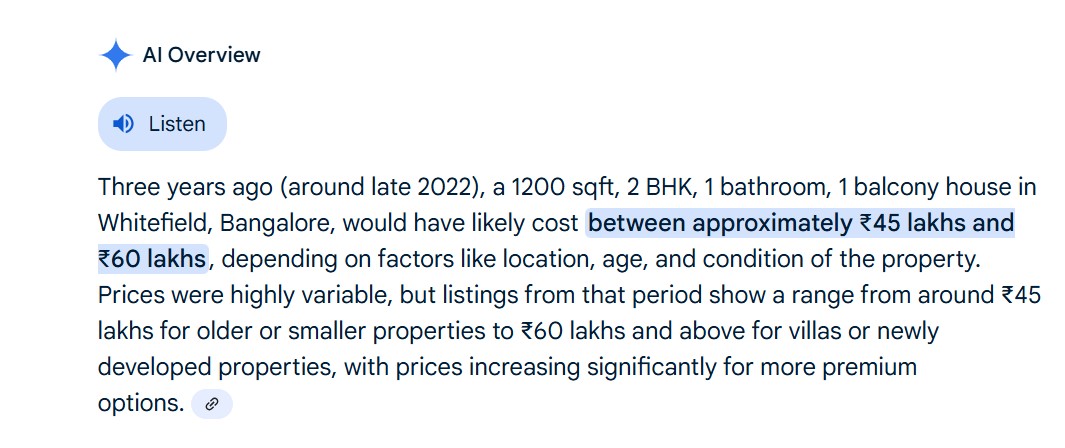 AI Overview
Listen
Three years ago (around late 2022), a 1200 sqft, 2 BHK, 1 bathroom, 1 balcony house in
Whitefield, Bangalore, would have likely cost between approximately ₹45 lakhs and
₹60 lakhs, depending on factors like location, age, and condition of the property.
Prices were highly variable, but listings from that period show a range from around ₹45
lakhs for older or smaller properties to ₹60 lakhs and above for villas or newly
developed properties, with prices increasing significantly for more premium
options.